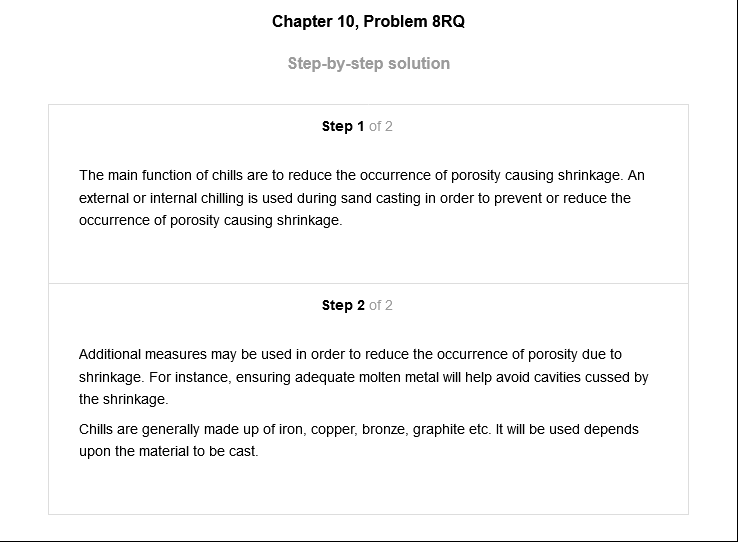 Chapter 10, Problem 8RQ
Step-by-step solution
Step 1 of 2
The main function of chills are to reduce the occurrence of porosity causing shrinkage. An
external or internal chilling is used during sand casting in order to prevent or reduce the
occurrence of porosity causing shrinkage.
Step 2 of 2
Additional measures may be used in order to reduce the occurrence of porosity due to
shrinkage. For instance, ensuring adequate molten metal will help avoid cavities cussed by
the shrinkage.
Chills are generally made up of iron, copper, bronze, graphite etc. It will be used depends
upon the material to be cast.